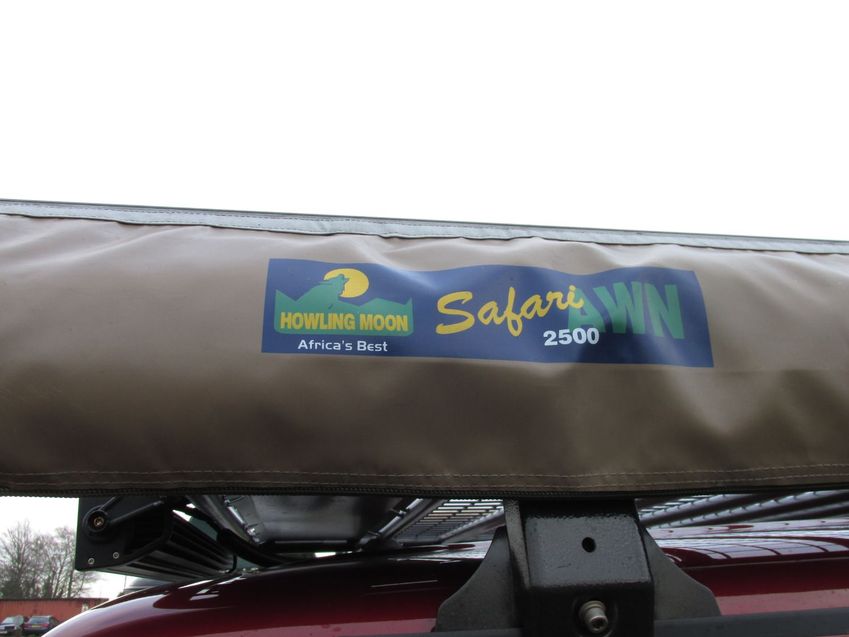 HOWLING MOON
Africa's Best
Safari AWN
2500